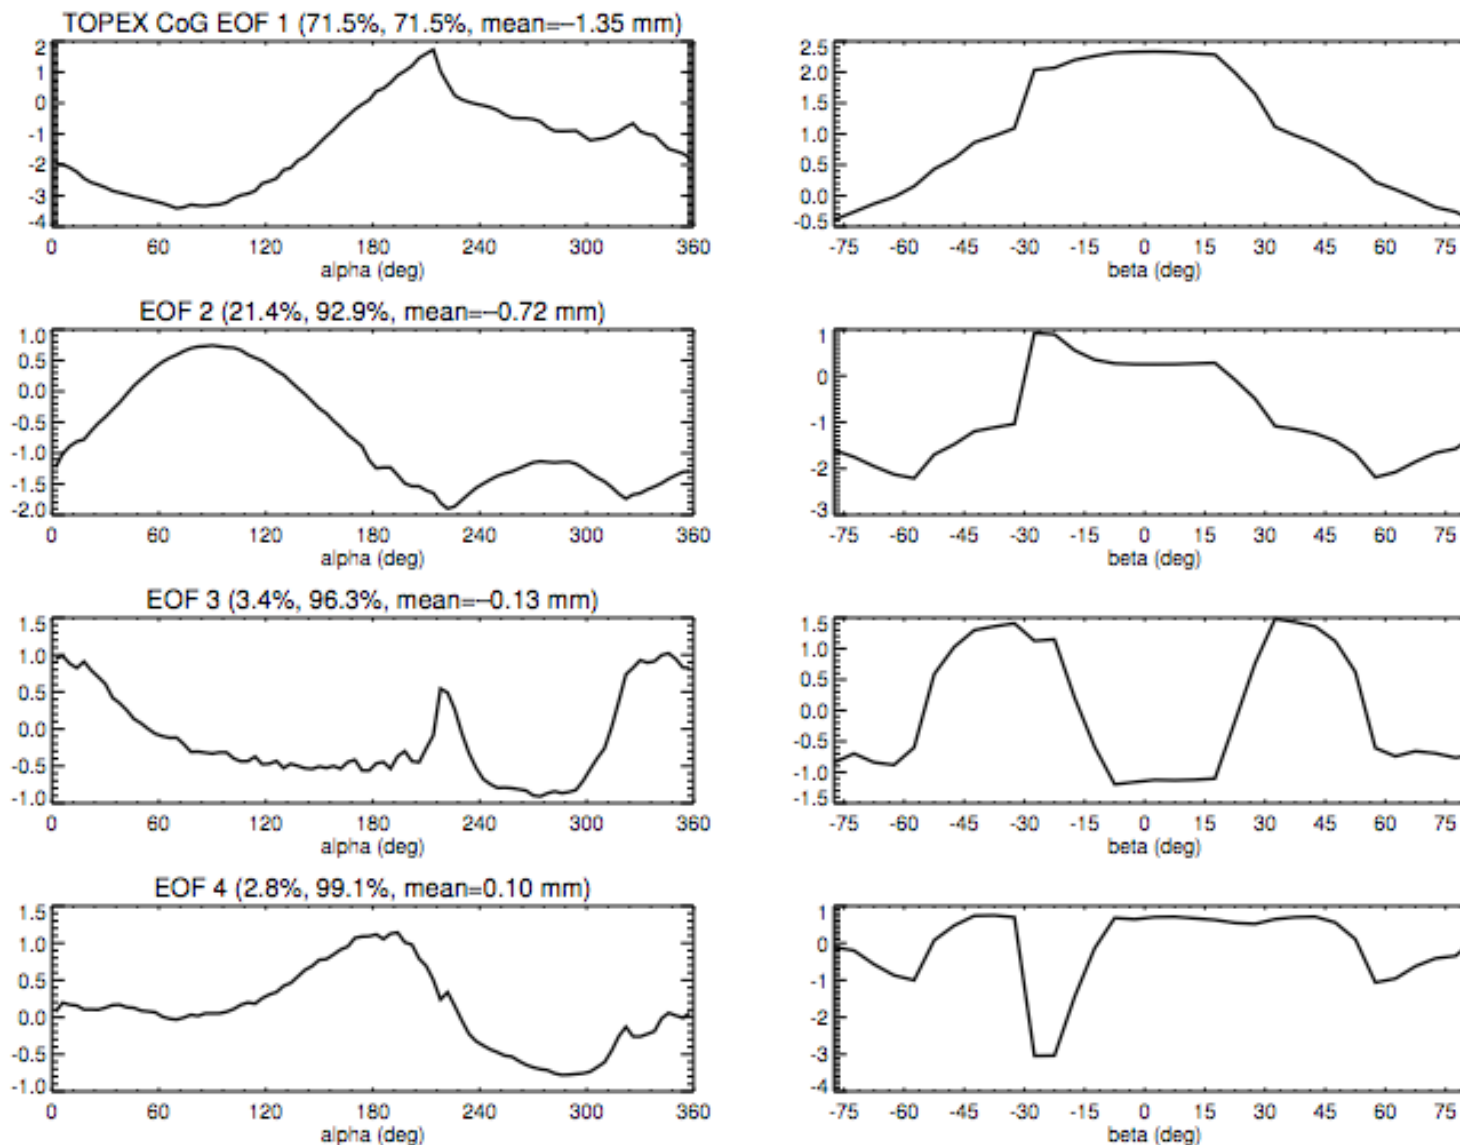 TOPEX CoG EOF 1 (71.5%, 71.5%, mean=−1.35 mm)
2
1
0
-1
-2
-3
-4
0 60 120 180 240 300 360
alpha (deg)
2.5
2.0
1.5
1.0
0.5
0.0
-0.5
-75 -60 -45 -30 -15 0 15 30 45 60 75
beta (deg)
EOF 2 (21.4%, 92.9%, mean=−0.72 mm)
1.0
0.5
0.0
-0.5
-1.0
-1.5
-2.0
0 60 120 180 240 300 360
alpha (deg)
1
0
-1
-2
-3
-75 -60 -45 -30 -15 0 15 30 45 60 75
beta (deg)
EOF 3 (3.4%, 96.3%, mean=−0.13 mm)
1.5
1.0
0.5
0.0
-0.5
-1.0
0 60 120 180 240 300 360
alpha (deg)
1.5
1.0
0.5
0.0
-0.5
-1.0
-1.5
-75 -60 -45 -30 -15 0 15 30 45 60 75
beta (deg)
EOF 4 (2.8%, 99.1%, mean=0.10 mm)
1.5
1.0
0.5
0.0
-0.5
-1.0
0 60 120 180 240 300 360
alpha (deg)
1
0
-1
-2
-3
-4
-75 -60 -45 -30 -15 0 15 30 45 60 75
beta (deg)